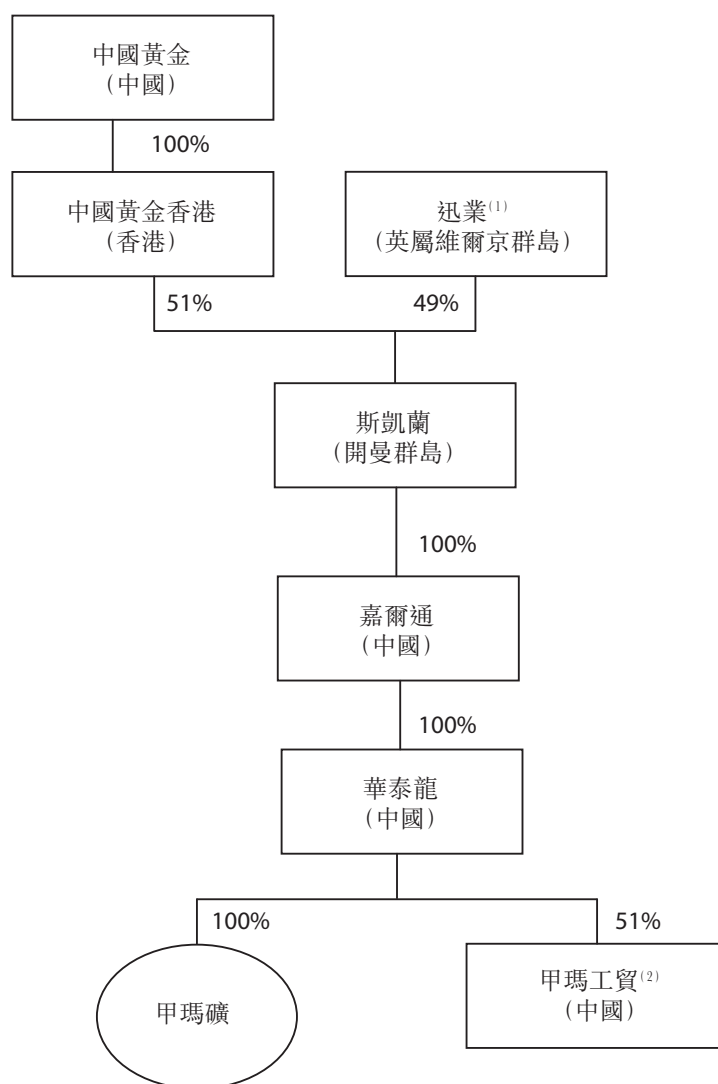 中國黃金
(中國)
100%
中國黃金香港
(香港)
迅業(1)
(英屬維爾京群島)
51%
49%
斯凱蘭
(開曼群島)
100%
嘉爾通
(中國)
100%
華泰龍
(中國)
100%
51%
甲瑪礦
甲瑪工貿(2)
(中國)